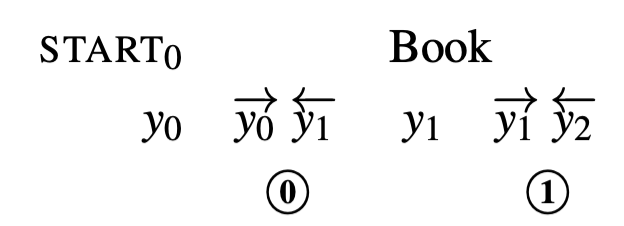 START₀ Book
y₀ y₀⃗ y₁⃖ y₁ y₁⃗ y₂⃖
⓪ ①